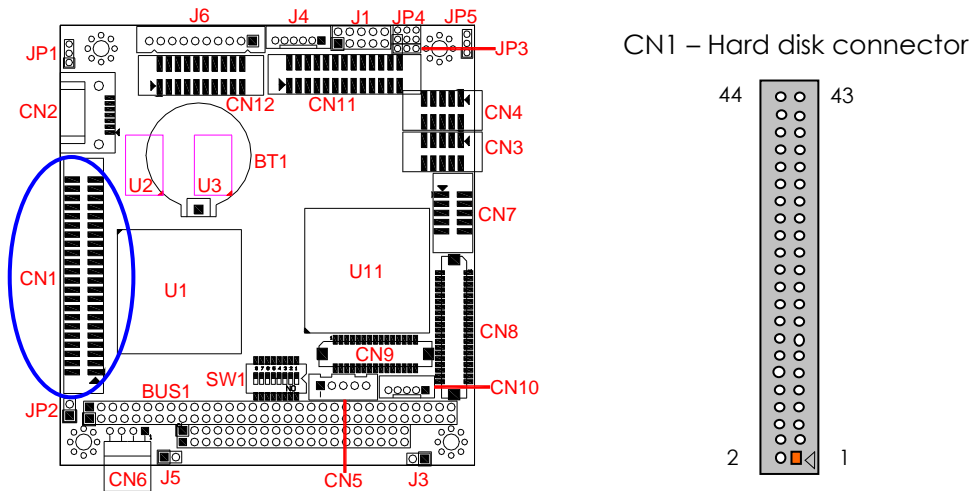 J6 J4 J1 JP4 JP5
JP1 JP3
CN1 – Hard disk connector
CN2 CN12 CN11 CN4
44 43
CN3
U2 U3 BT1
CN7
CN1 U1 U11
CN8
CN9
SW1
CN10
BUS1
JP2
2 1
CN6 J5 CN5 J3